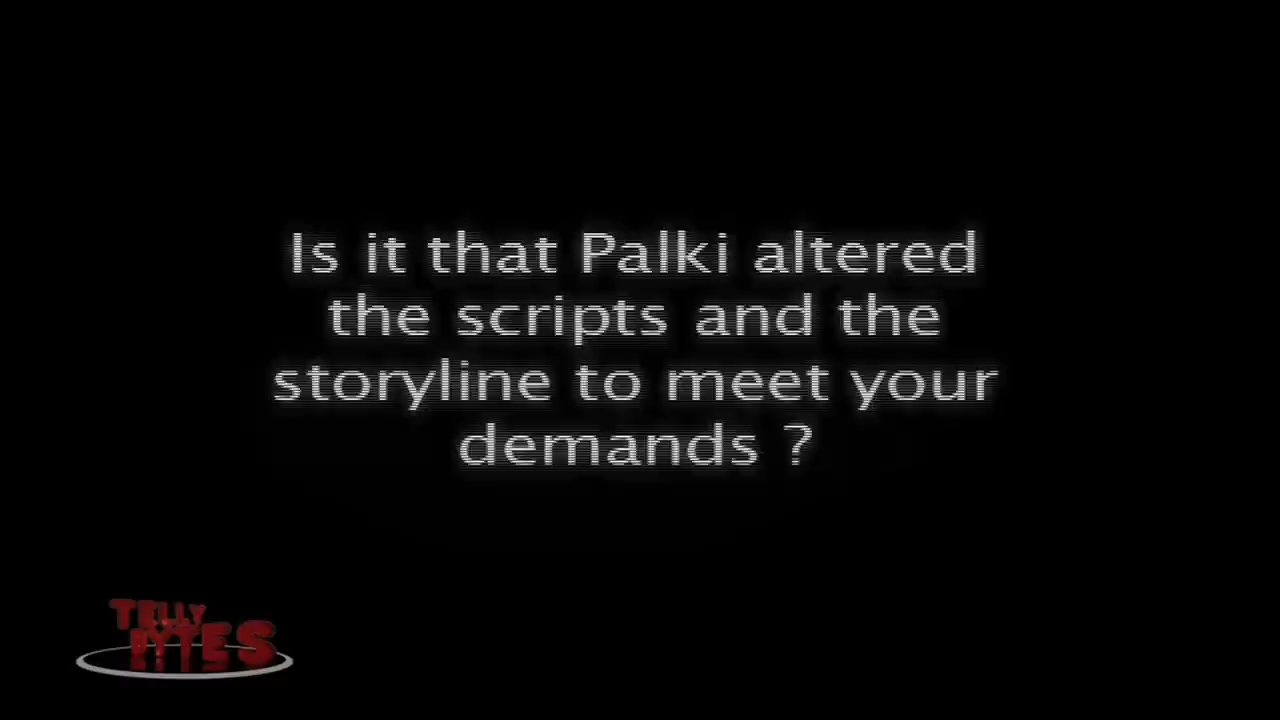 Is it that Palki altered
the scripts and the
storyline to meet your
demands ?
TELLY
BYTES